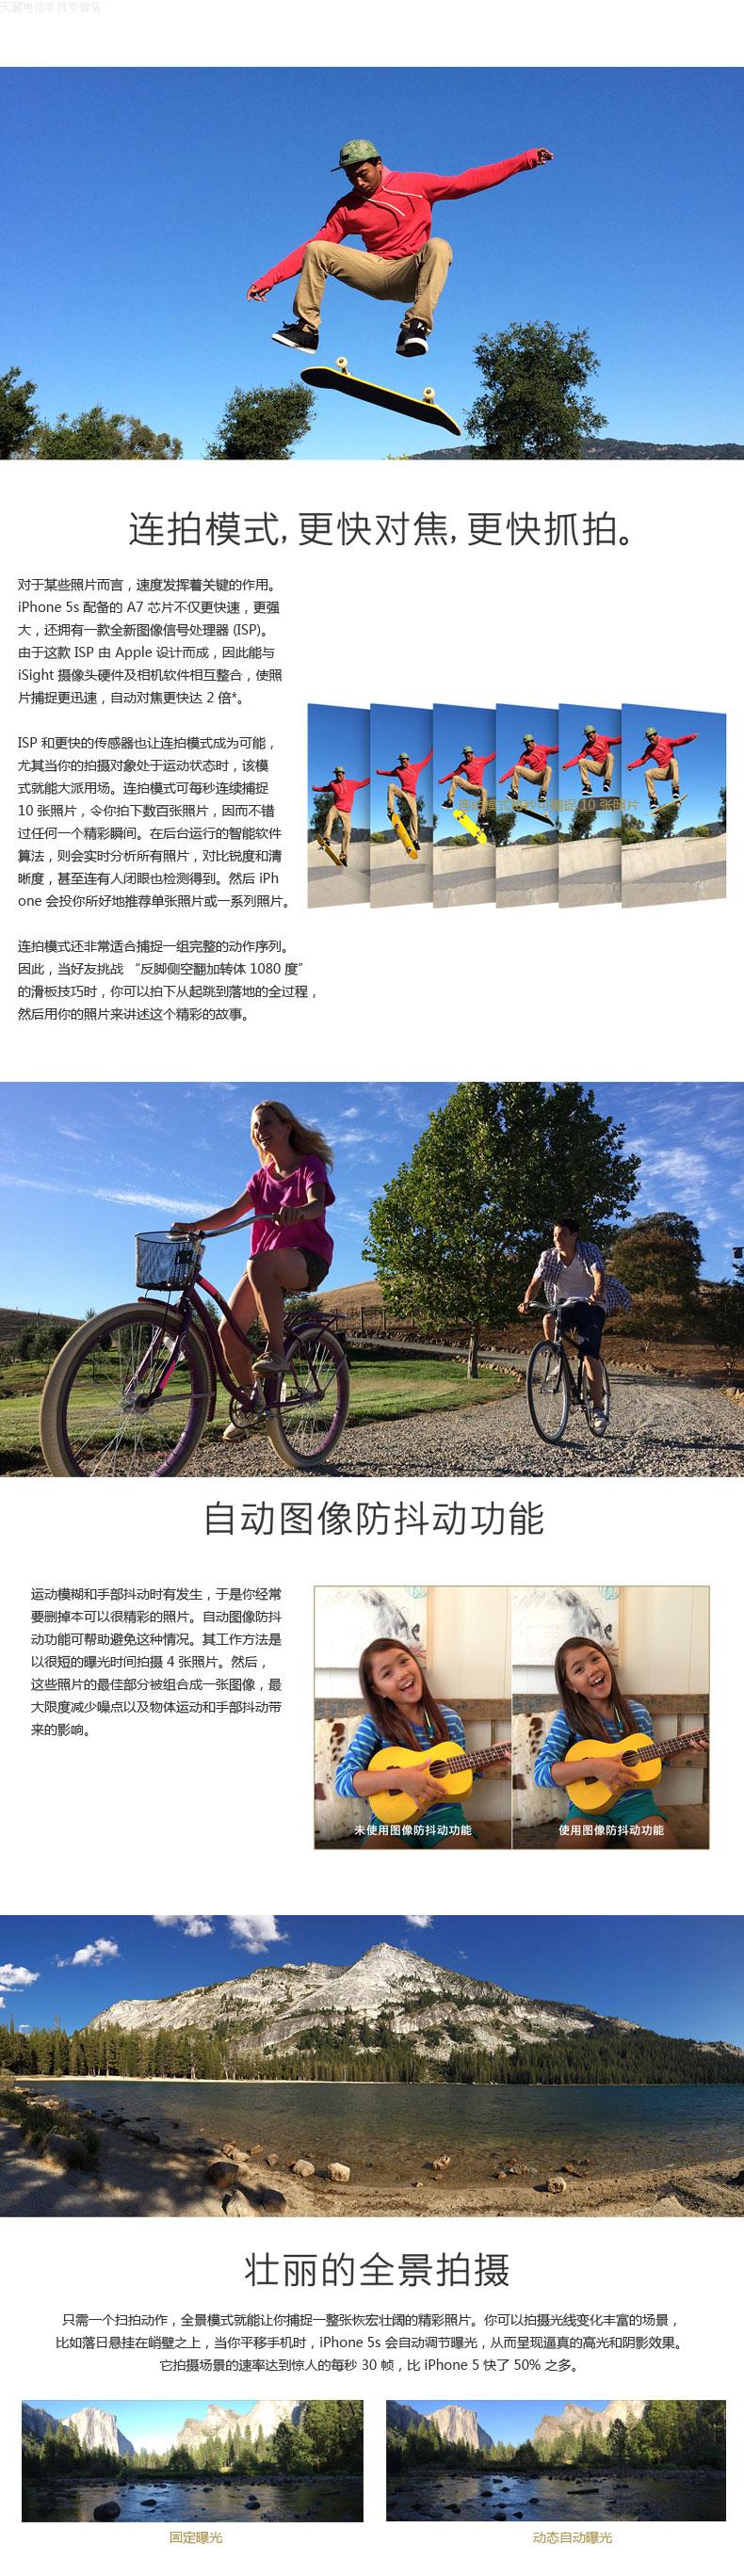 天翼电信手机专营店
连拍模式，更快对焦，更快抓拍。
对于某些照片而言，速度发挥着关键的作用。
iPhone 5s 配备的 A7 芯片不仅更快速，更强
大，还拥有一款全新图像信号处理器 (ISP)。
由于这款 ISP 由 Apple 设计而成，因此能与
iSight 摄像头硬件及相机软件相互整合，使照
片捕捉更迅速，自动对焦更快达 2 倍*。
ISP 和更快的传感器也让连拍模式成为可能，
尤其当你的拍摄对象处于运动状态时，该模
式就能大派用场。连拍模式可每秒连续捕捉
10 张照片，令你拍下数百张照片，因而不错
过任何一个精彩瞬间。在后台运行的智能软件
算法，则会实时分析所有照片，对比锐度和清
晰度，甚至连有人闭眼也检测得到。然后 iPh
one 会投你所好地推荐单张照片或一系列照片。
连拍模式每秒可捕捉 10 张照片
连拍模式还非常适合捕捉一组完整的动作序列。
因此，当好友挑战 “反脚侧空翻加转体 1080 度”
的滑板技巧时，你可以拍下从起跳到落地的全过程，
然后用你的照片来讲述这个精彩的故事。
自动图像防抖动功能
运动模糊和手部抖动时有发生，于是你经常
要删掉本可以很精彩的照片。自动图像防抖
动功能可帮助避免这种情况。其工作方法是
以很短的曝光时间拍摄 4 张照片。然后，
这些照片的最佳部分被组合成一张图像，最
大限度减少噪点以及物体运动和手部抖动带
来的影响。
未使用图像防抖动功能
使用图像防抖动功能
壮丽的全景拍摄
只需一个扫拍动作，全景模式就能让你捕捉一整张恢宏壮阔的精彩照片。你可以拍摄光线变化丰富的场景，
比如落日悬挂在峭壁之上，当你平移手机时，iPhone 5s 会自动调节曝光，从而呈现逼真的高光和阴影效果。
它拍摄场景的速率达到惊人的每秒 30 帧，比 iPhone 5 快了 50% 之多。
固定曝光
动态自动曝光